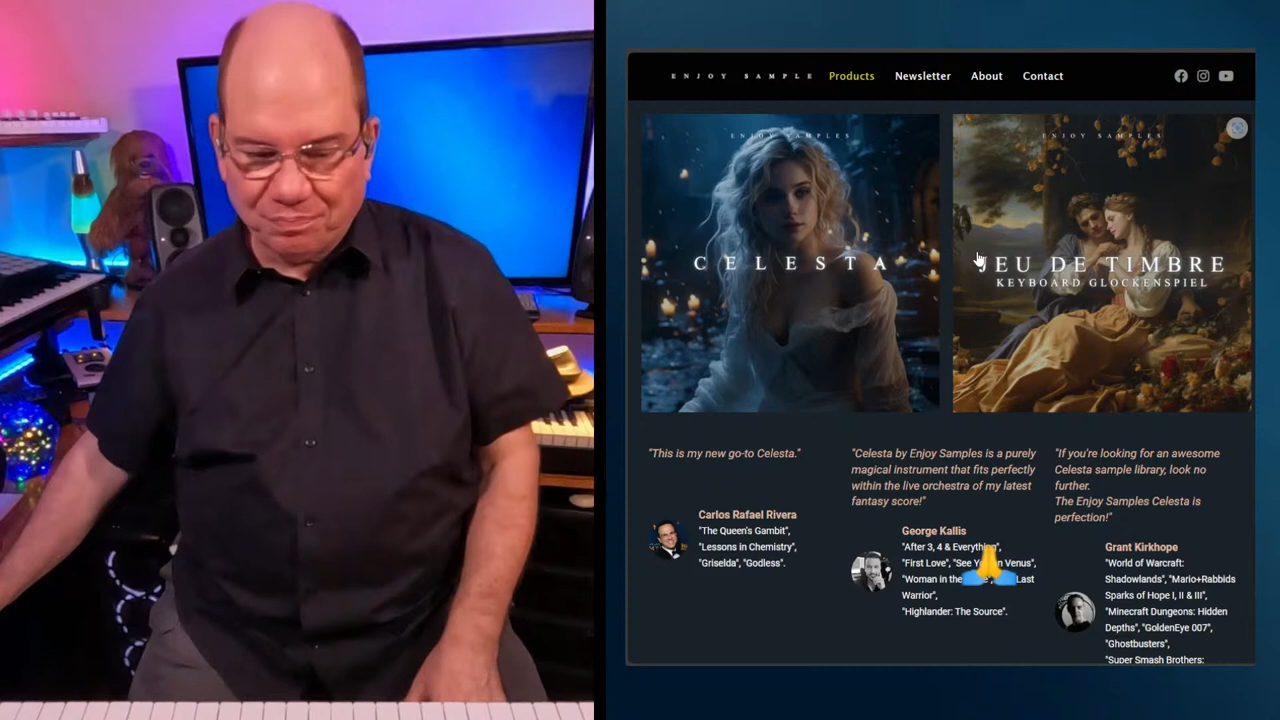 ENJOY SAMPLE Products Newsletter About Contact
ENJOY SAMPLES
CELESTA
ENJOY SAMPLES
JEU DE TIMBRE
KEYBOARD GLOCKENSPIEL
"This is my new go-to Celesta."
Carlos Rafael Rivera
"The Queen's Gambit",
"Lessons in Chemistry",
"Griselda", "Godless".
"Celesta by Enjoy Samples is a purely
magical instrument that fits perfectly
within the live orchestra of my latest
fantasy score!"
George Kallis
"After 3, 4 & Everything",
"First Love", "See You in Venus",
"Woman in the Last
Warrior",
"Highlander: The Source".
"If you're looking for an awesome
Celesta sample library, look no
further.
The Enjoy Samples Celesta is
perfection!"
Grant Kirkhope
"World of Warcraft:
Shadowlands", "Mario+Rabbids
Sparks of Hope I, II & III",
"Minecraft Dungeons: Hidden
Depths", "GoldenEye 007",
"Ghostbusters",
"Super Smash Brothers: